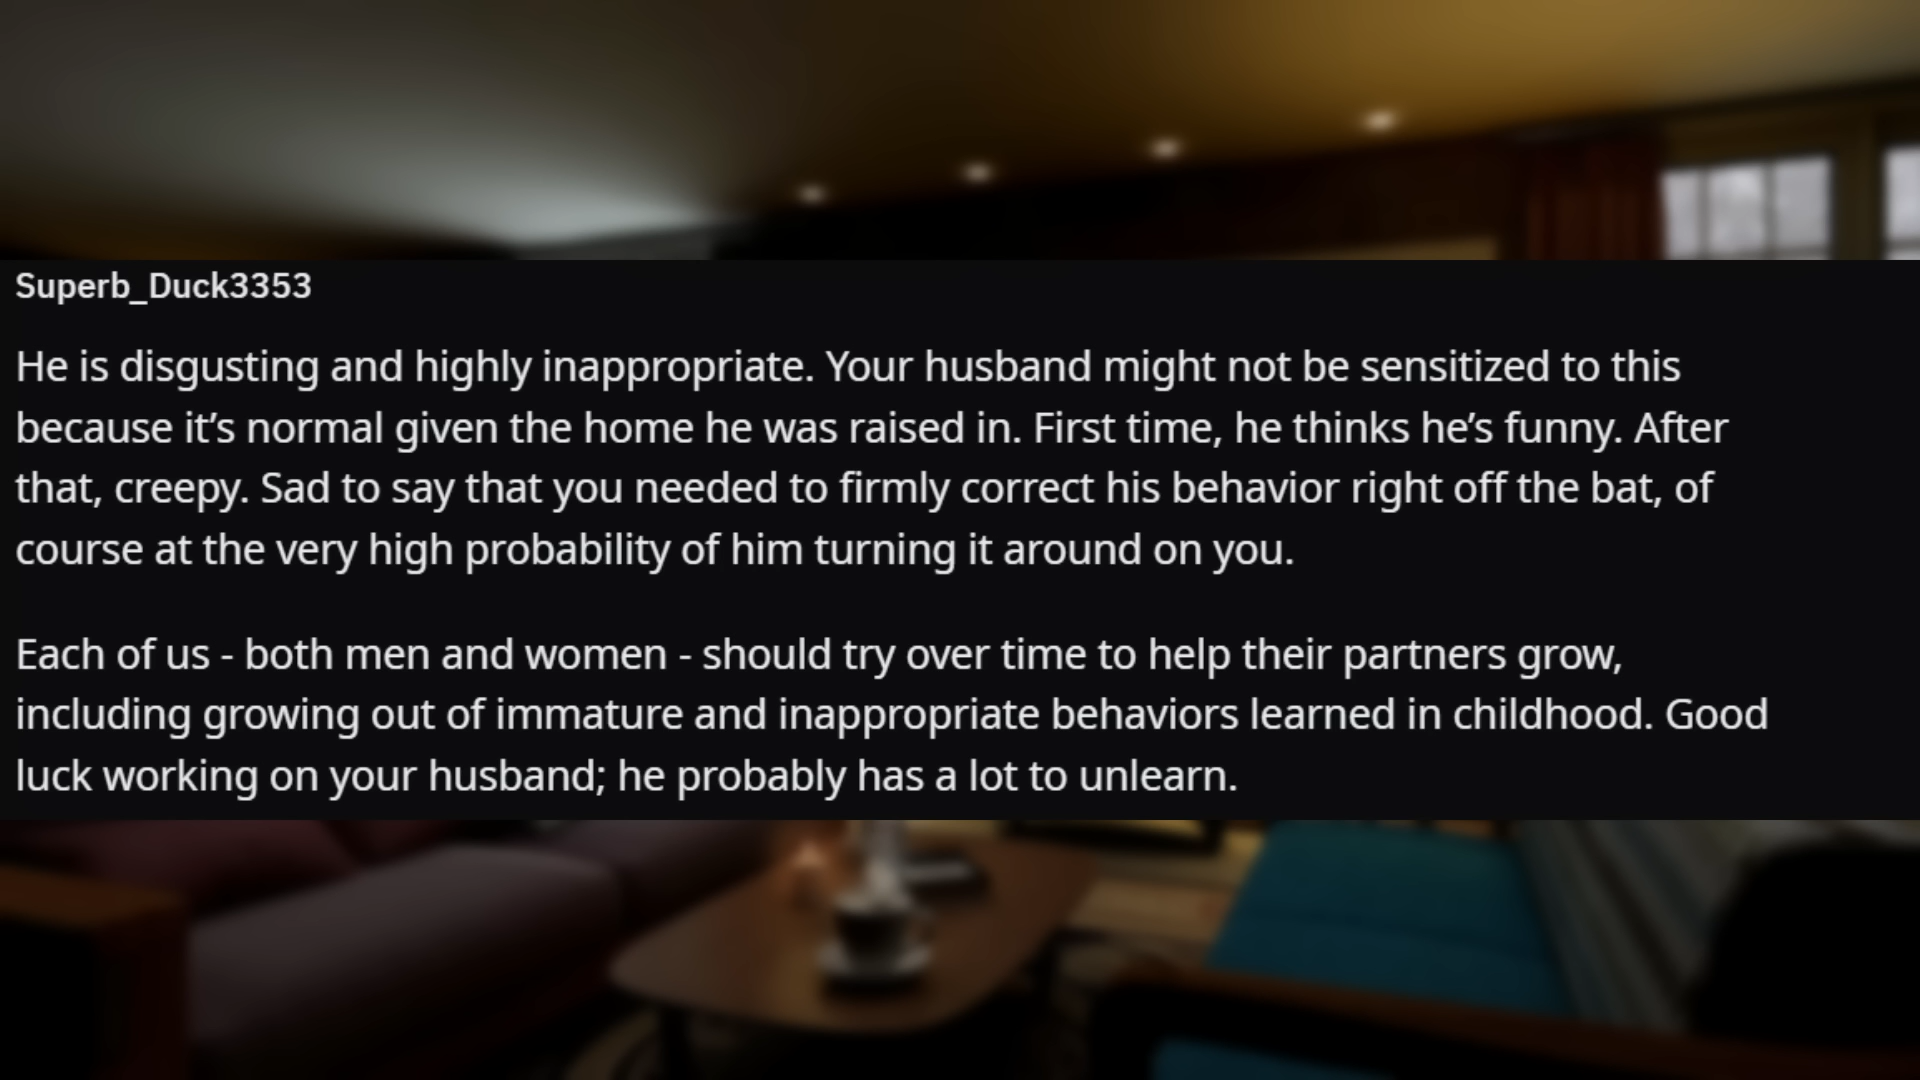 Superb_Duck3353
He is disgusting and highly inappropriate. Your husband might not be sensitized to this
because it’s normal given the home he was raised in. First time, he thinks he’s funny. After
that, creepy. Sad to say that you needed to firmly correct his behavior right off the bat, of
course at the very high probability of him turning it around on you.
Each of us - both men and women - should try over time to help their partners grow,
including growing out of immature and inappropriate behaviors learned in childhood. Good
luck working on your husband; he probably has a lot to unlearn.